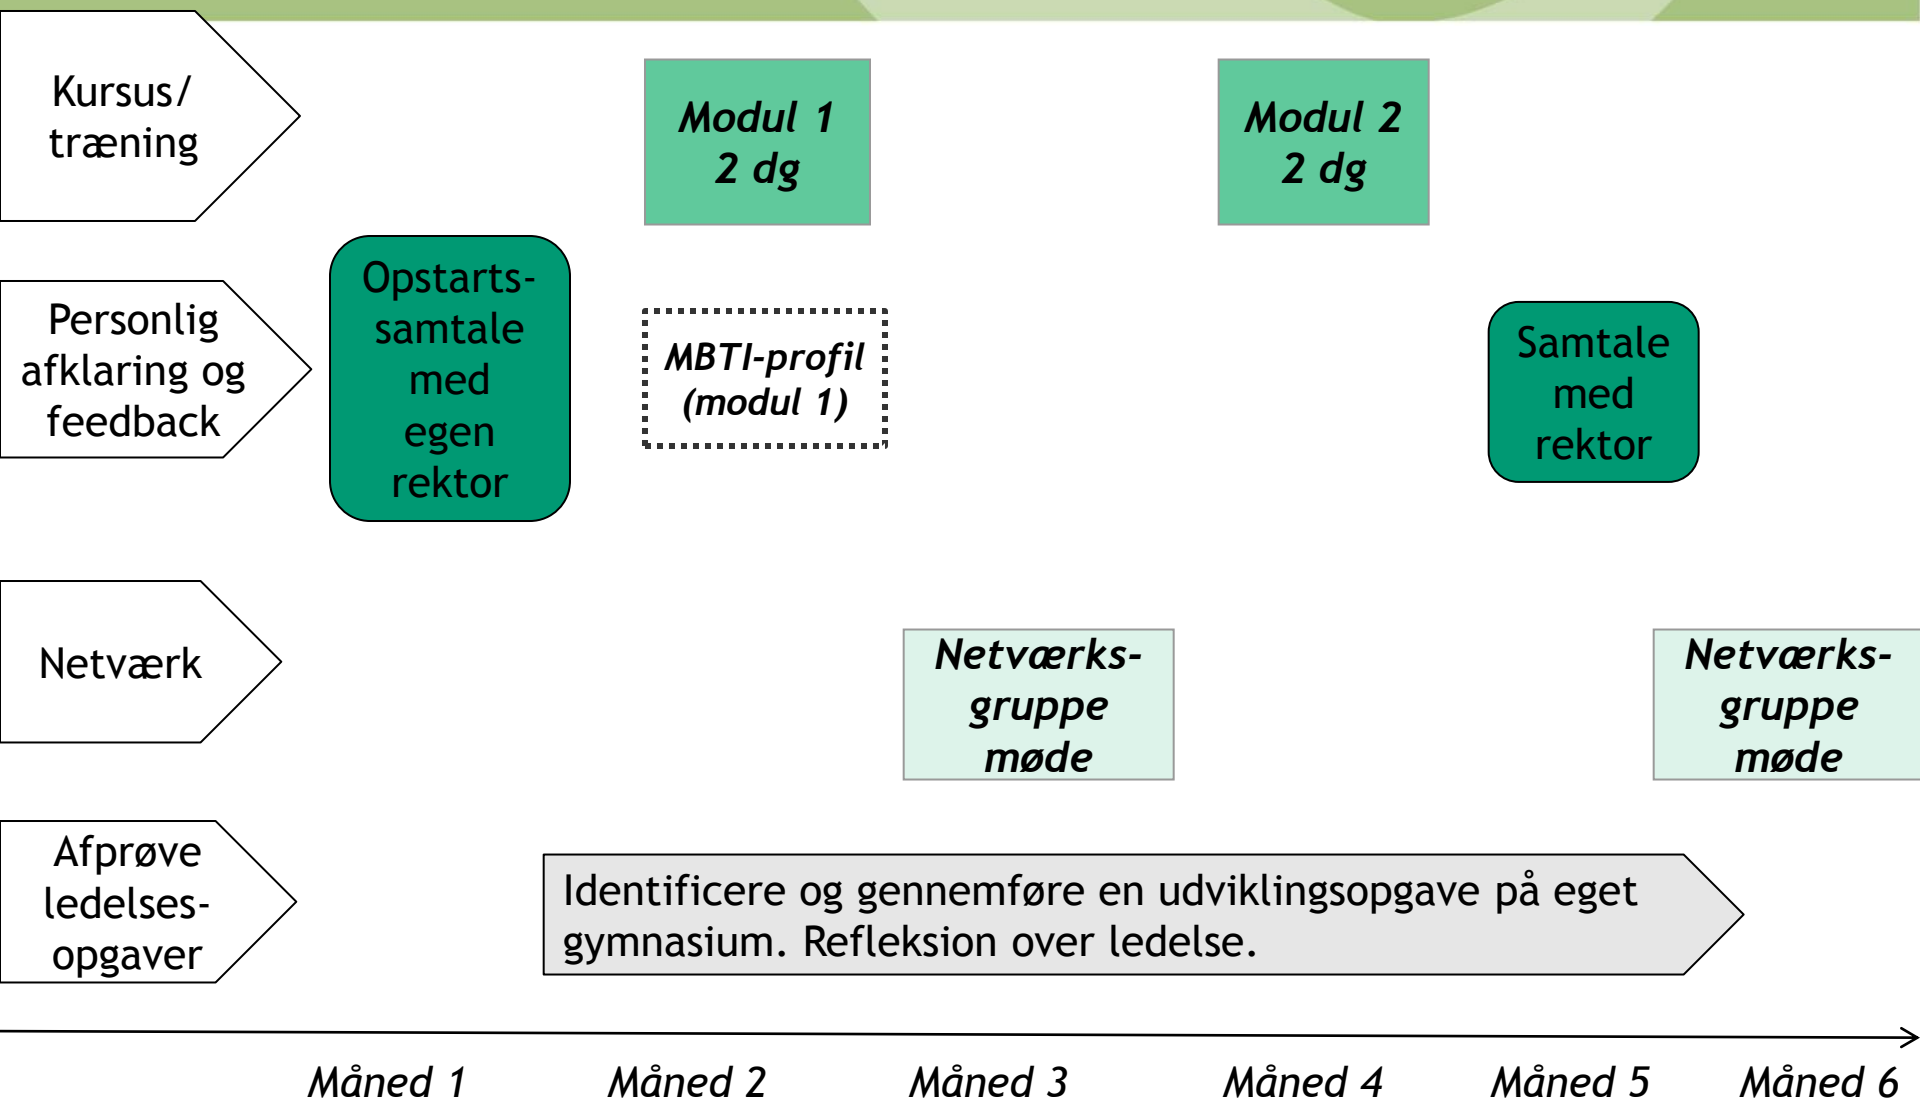 Kursus/
træning
Modul 1
2 dg
Modul 2
2 dg
Personlig
afklaring og
feedback
Opstarts-
samtale
med
egen
rektor
MBTI-profil
(modul 1)
Samtale
med
rektor
Netværk
Netværks-
gruppe
møde
Netværks-
gruppe
møde
Afprøve
ledelses-
opgaver
Identificere og gennemføre en udviklingsopgave på eget
gymnasium. Refleksion over ledelse.
Måned 1 Måned 2 Måned 3 Måned 4 Måned 5 Måned 6